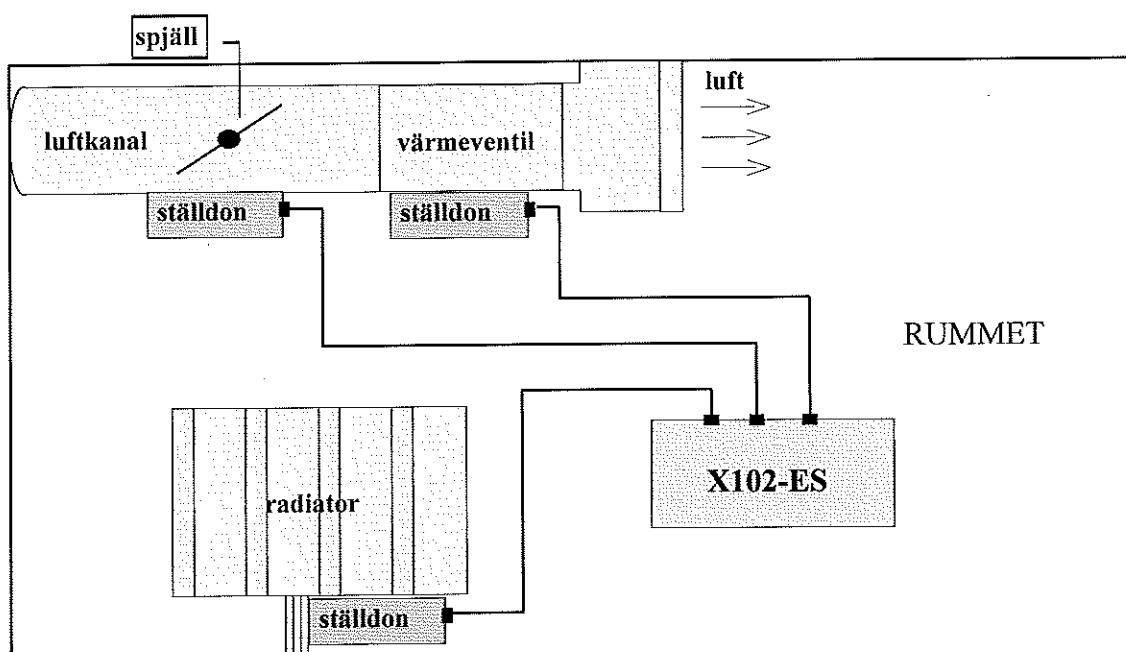 spjäll
luft
luftkanal
värmeventil
ställdon
ställdon
RUMMET
X102-ES
radiator
ställdon